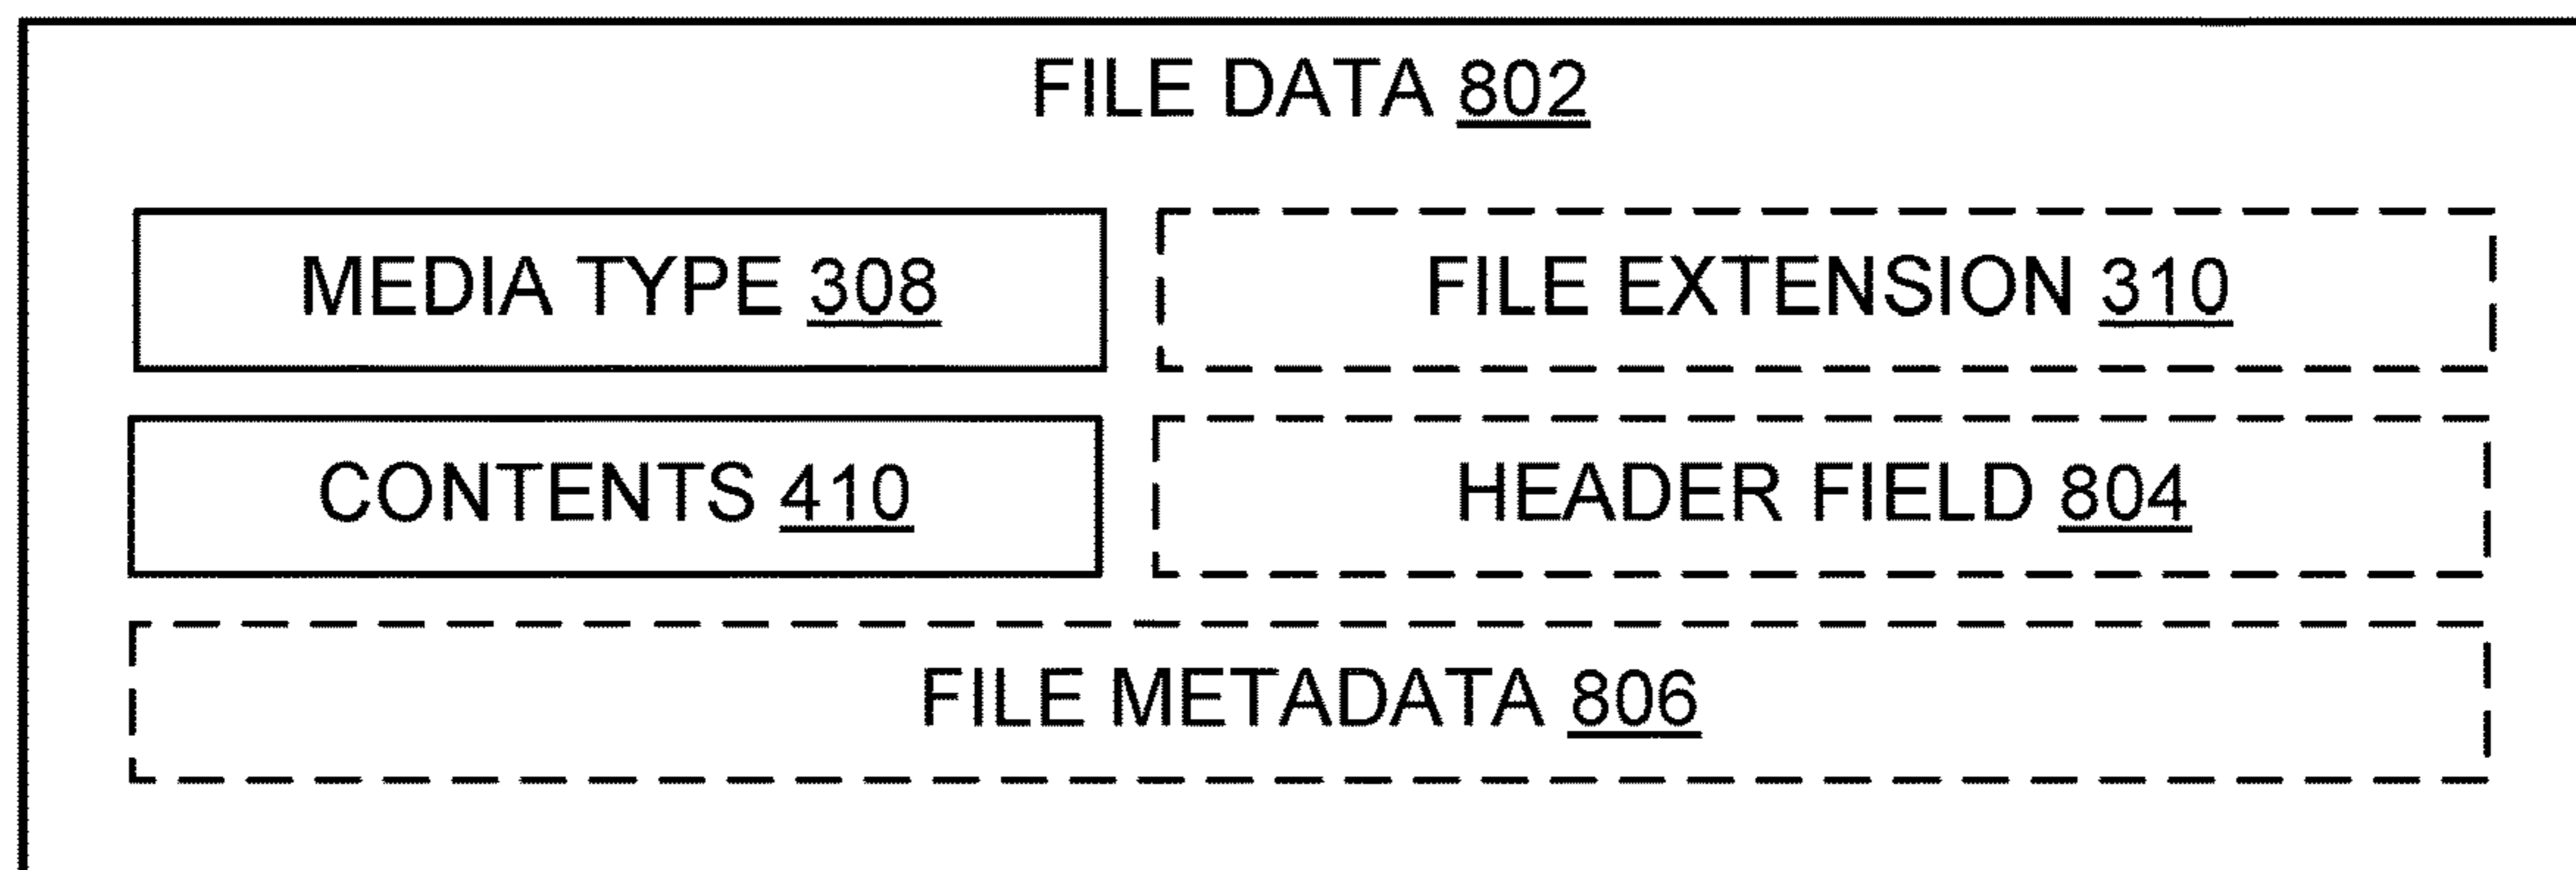 FILE DATA 802
MEDIA TYPE 308
FILE EXTENSION 310
CONTENTS 410
HEADER FIELD 804
FILE METADATA 806